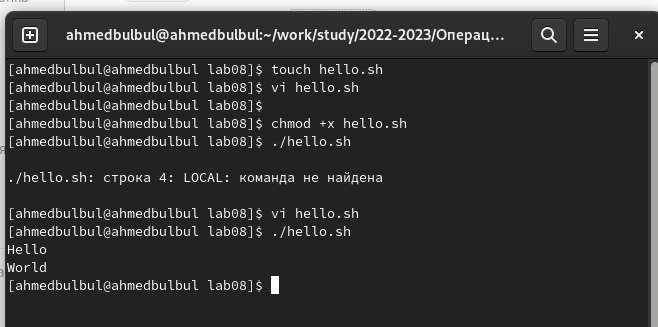 ahmedbulbul@ahmedbulbul:~/work/study/2022-2023/Операц…
[ahmedbulbul@ahmedbulbul lab08]$ touch hello.sh
[ahmedbulbul@ahmedbulbul lab08]$ vi hello.sh
[ahmedbulbul@ahmedbulbul lab08]$
[ahmedbulbul@ahmedbulbul lab08]$ chmod +x hello.sh
[ahmedbulbul@ahmedbulbul lab08]$ ./hello.sh
./hello.sh: строка 4: LOCAL: команда не найдена
[ahmedbulbul@ahmedbulbul lab08]$ vi hello.sh
[ahmedbulbul@ahmedbulbul lab08]$ ./hello.sh
Hello
World
[ahmedbulbul@ahmedbulbul lab08]$